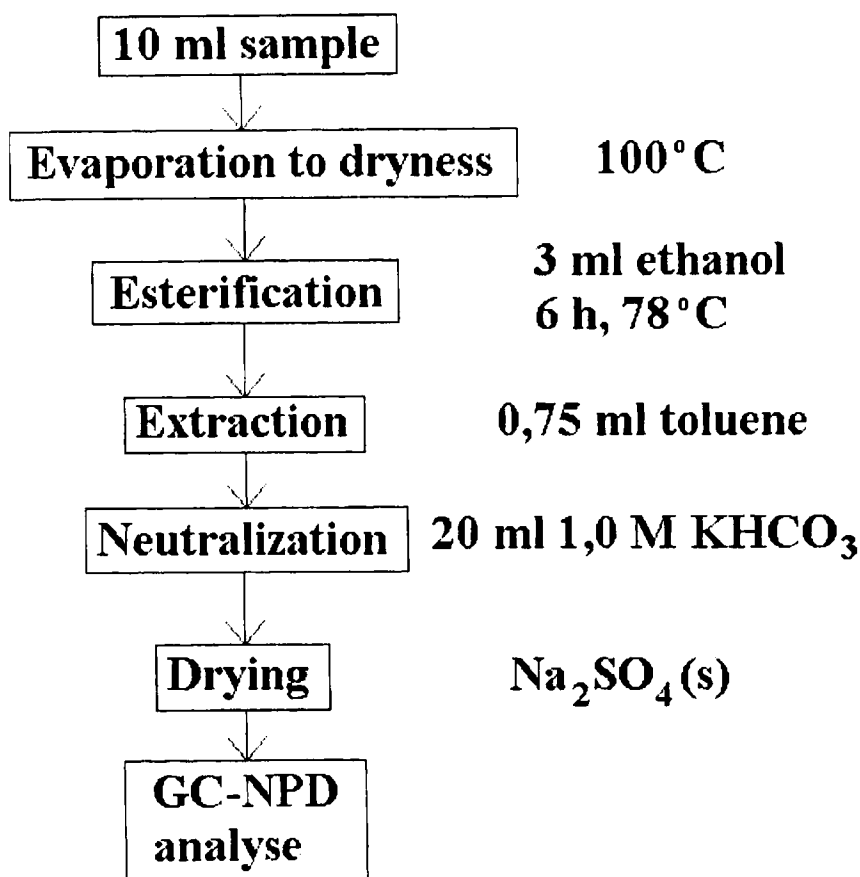 10 ml sample
Evaporation to dryness 100°C
Esterification
3 ml ethanol
6 h, 78°C
Extraction 0,75 ml toluene
Neutralization 20 ml 1,0 M KHCO₃
Drying Na₂SO₄(s)
GC-NPD
analyse